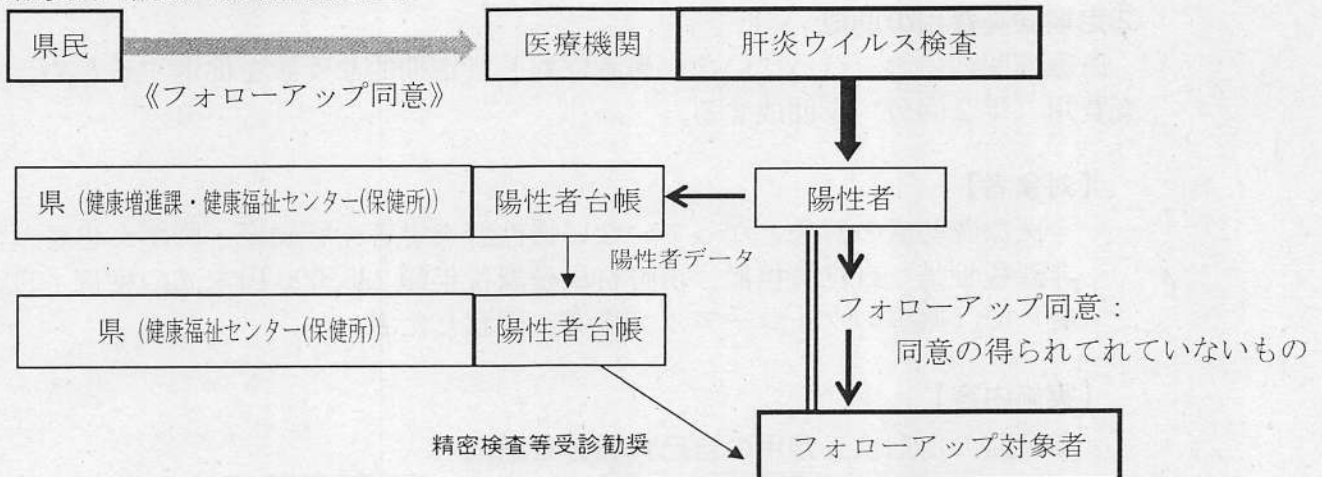 県民
医療機関
肝炎ウイルス検査
《フォローアップ同意》
県（健康増進課・健康福祉センター(保健所)）
陽性者台帳
陽性者
陽性者データ
県（健康福祉センター(保健所)）
陽性者台帳
フォローアップ同意：
同意の得られてれていないもの
精密検査等受診勧奨
フォローアップ対象者